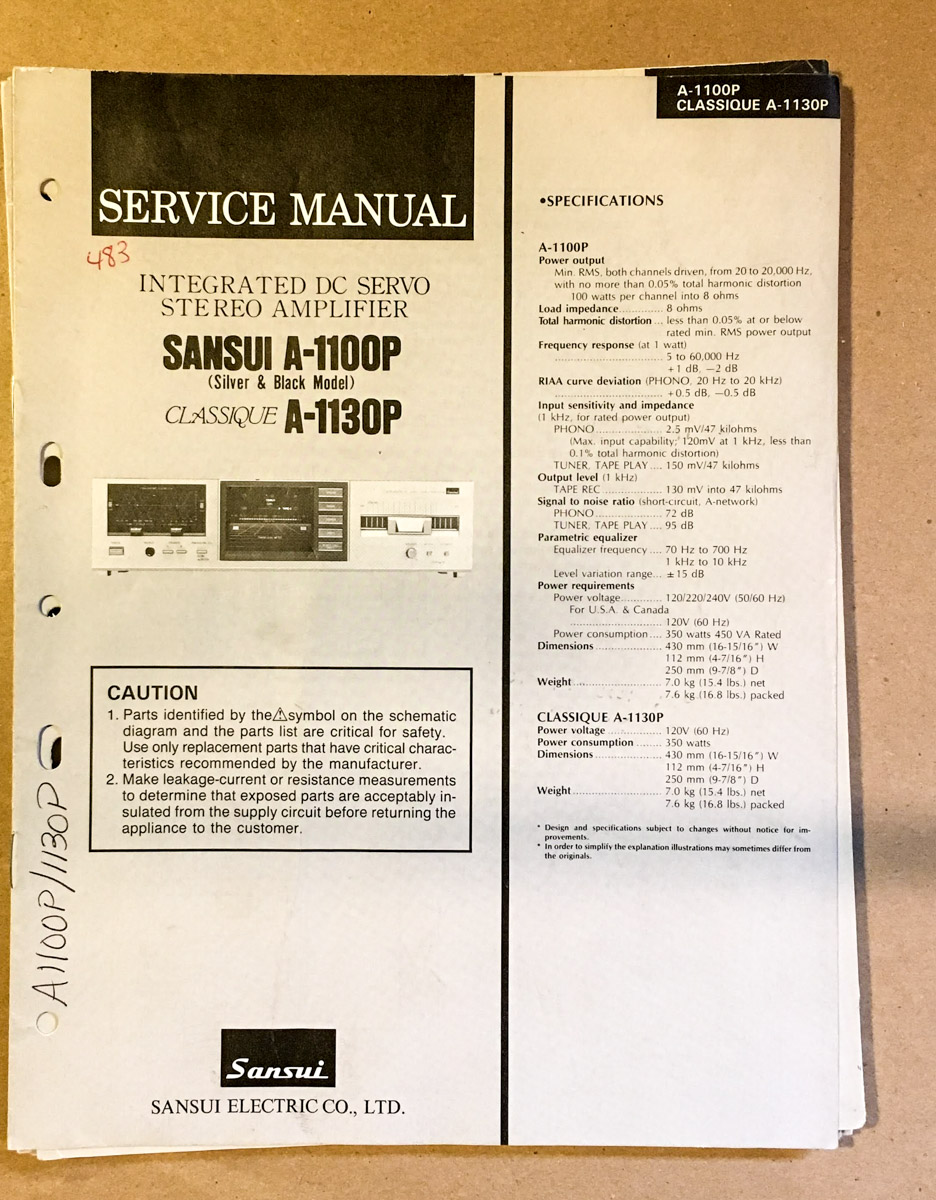 SERVICE MANUAL
483
INTEGRATED DC SERVO
STEREO AMPLIFIER
SANSUI A-1100P
(Silver & Black Model)
CLASSIQUE A-1130P
CAUTION
1. Parts identified by the⚠symbol on the schematic
diagram and the parts list are critical for safety.
Use only replacement parts that have critical charac-
teristics recommended by the manufacturer.
2. Make leakage-current or resistance measurements
to determine that exposed parts are acceptably in-
sulated from the supply circuit before returning the
appliance to the customer.
A1100P/1130P
Sansui
SANSUI ELECTRIC CO., LTD.
A-1100P
CLASSIQUE A-1130P
•SPECIFICATIONS
A-1100P
Power output
Min. RMS, both channels driven, from 20 to 20,000 Hz,
with no more than 0.05% total harmonic distortion
100 watts per channel into 8 ohms
Load impedance............. 8 ohms
Total harmonic distortion ... less than 0.05% at or below
rated min. RMS power output
Frequency response (at 1 watt)
............................... 5 to 60,000 Hz
+1 dB, −2 dB
RIAA curve deviation (PHONO, 20 Hz to 20 kHz)
............................... +0.5 dB, −0.5 dB
Input sensitivity and impedance
(1 kHz, for rated power output)
PHONO................... 2.5 mV/47 kilohms
(Max. input capability; 120mV at 1 kHz, less than
0.1% total harmonic distortion)
TUNER, TAPE PLAY .... 150 mV/47 kilohms
Output level (1 kHz)
TAPE REC ................. 130 mV into 47 kilohms
Signal to noise ratio (short-circuit, A-network)
PHONO................... 72 dB
TUNER, TAPE PLAY .... 95 dB
Parametric equalizer
Equalizer frequency .... 70 Hz to 700 Hz
1 kHz to 10 kHz
Level variation range... ±15 dB
Power requirements
Power voltage............ 120/220/240V (50/60 Hz)
For U.S.A. & Canada
........................... 120V (60 Hz)
Power consumption .... 350 watts 450 VA Rated
Dimensions ................... 430 mm (16-15/16") W
112 mm (4-7/16") H
250 mm (9-7/8") D
Weight.......................... 7.0 kg (15.4 lbs.) net
7.6 kg (16.8 lbs.) packed
CLASSIQUE A-1130P
Power voltage ................ 120V (60 Hz)
Power consumption ........ 350 watts
Dimensions .................... 430 mm (16-15/16") W
112 mm (4-7/16") H
250 mm (9-7/8") D
Weight.......................... 7.0 kg (15.4 lbs.) net
7.6 kg (16.8 lbs.) packed
* Design and specifications subject to changes without notice for im-
provements.
* In order to simplify the explanation illustrations may sometimes differ from
the originals.